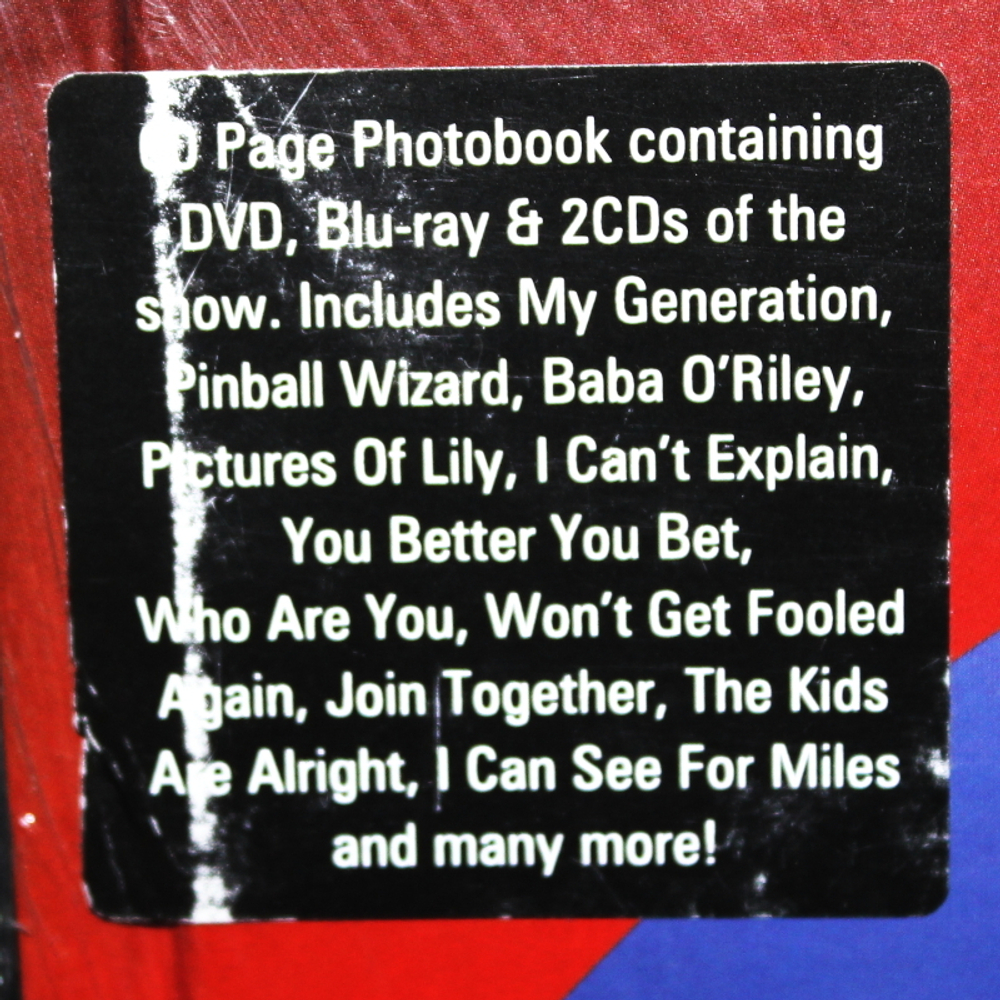 Page Photobook containing
DVD, Blu-ray & 2CDs of the
show. Includes My Generation,
Pinball Wizard, Baba O'Riley,
Pictures Of Lily, I Can't Explain,
You Better You Bet,
Who Are You, Won't Get Fooled
Again, Join Together, The Kids
Are Alright, I Can See For Miles
and many more!